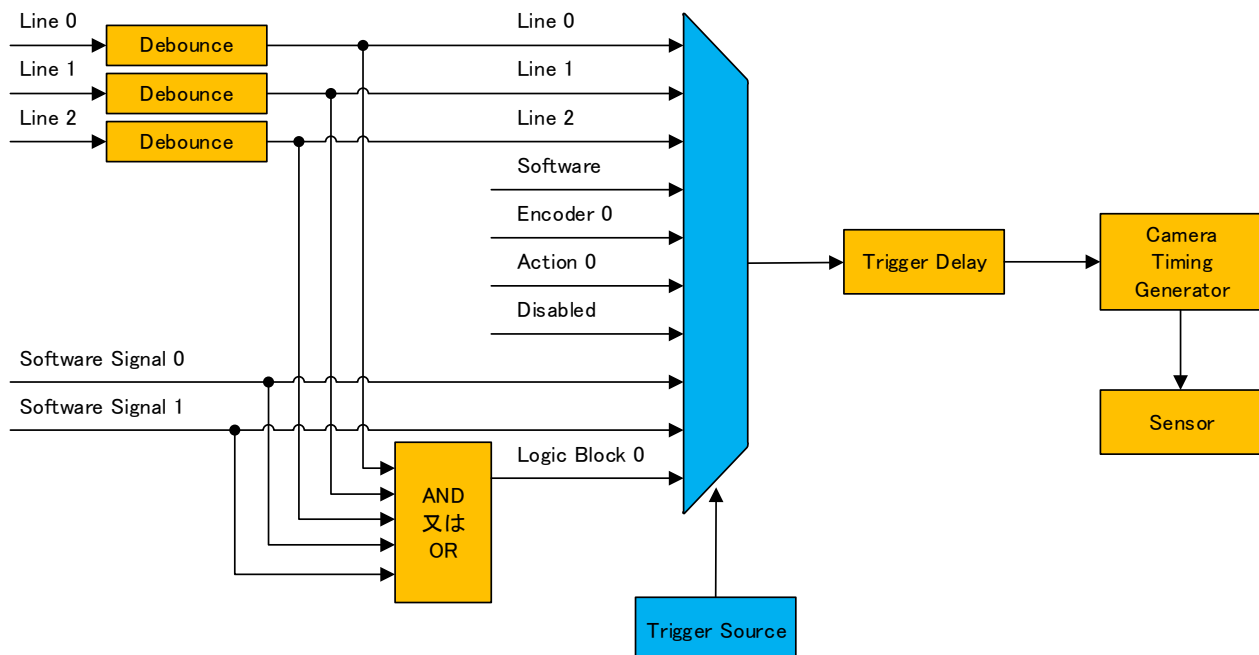 Line 0
Debounce
Line 0
Line 1
Debounce
Line 1
Line 2
Debounce
Line 2
Software
Encoder 0
Action 0
Disabled
Trigger Delay
Camera
Timing
Generator
Software Signal 0
Software Signal 1
Sensor
Logic Block 0
AND
又は
OR
Trigger Source